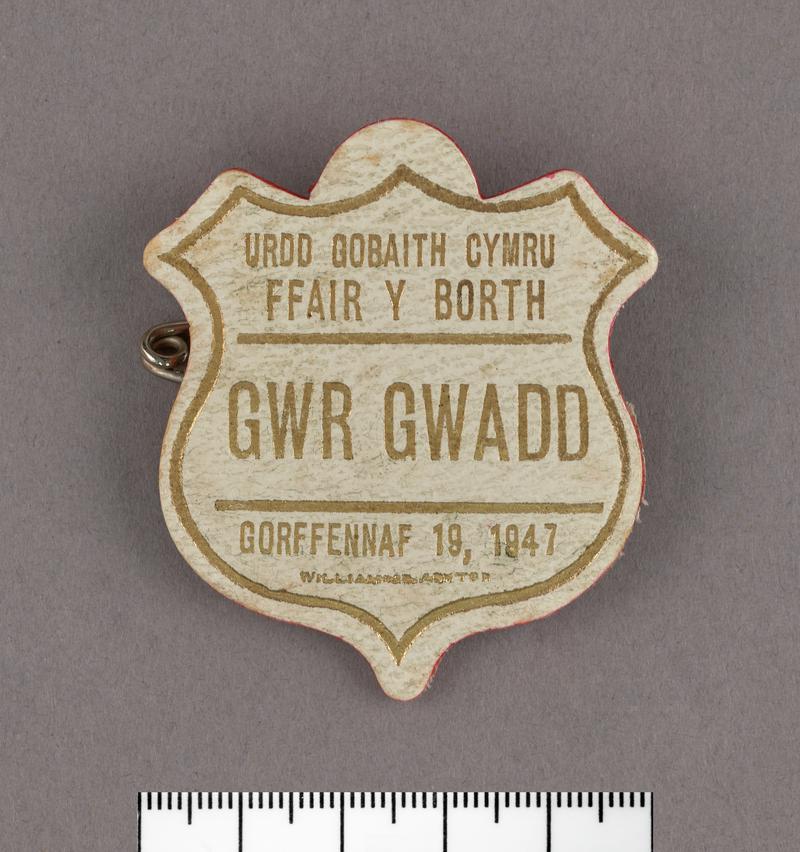 URDD GOBAITH CYMRU
FFAIR Y BORTH
GWR GWADD
GORFFENNAF 19, 1947